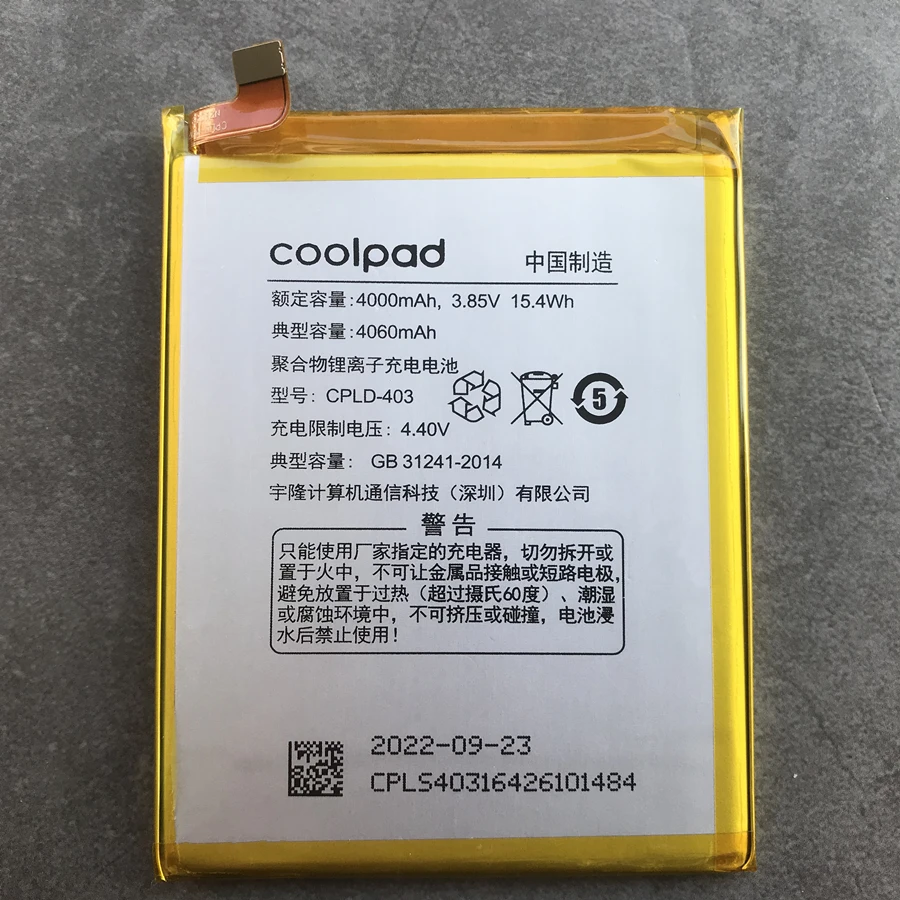 coolpad
中国制造
额定容量:4000mAh, 3.85V 15.4Wh
典型容量:4060mAh
聚合物锂离子充电电池
型号: CPLD-403
5
充电限制电压: 4.40V
典型容量: GB 31241-2014
宇隆计算机通信科技（深圳）有限公司
警告
只能使用厂家指定的充电器，切勿拆开或
置于火中，不可让金属品接触或短路电极,
避免放置于过热（超过摄氏60度）、潮湿
或腐蚀环境中，不可挤压或碰撞，电池浸
水后禁止使用！
2022-09-23
CPLS40316426101484